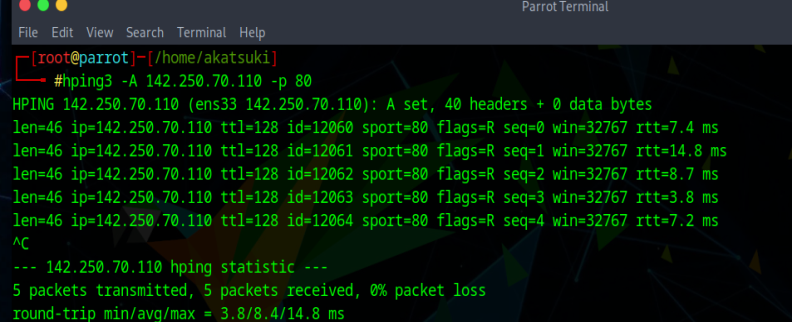 Parrot Terminal
File Edit View Search Terminal Help
[root@parrot]-[/home/akatsuki]
#hping3 -A 142.250.70.110 -p 80
HPING 142.250.70.110 (ens33 142.250.70.110): A set, 40 headers + 0 data bytes
len=46 ip=142.250.70.110 ttl=128 id=12060 sport=80 flags=R seq=0 win=32767 rtt=7.4 ms
len=46 ip=142.250.70.110 ttl=128 id=12061 sport=80 flags=R seq=1 win=32767 rtt=14.8 ms
len=46 ip=142.250.70.110 ttl=128 id=12062 sport=80 flags=R seq=2 win=32767 rtt=8.7 ms
len=46 ip=142.250.70.110 ttl=128 id=12063 sport=80 flags=R seq=3 win=32767 rtt=3.8 ms
len=46 ip=142.250.70.110 ttl=128 id=12064 sport=80 flags=R seq=4 win=32767 rtt=7.2 ms
^C
--- 142.250.70.110 hping statistic ---
5 packets transmitted, 5 packets received, 0% packet loss
round-trip min/avg/max = 3.8/8.4/14.8 ms